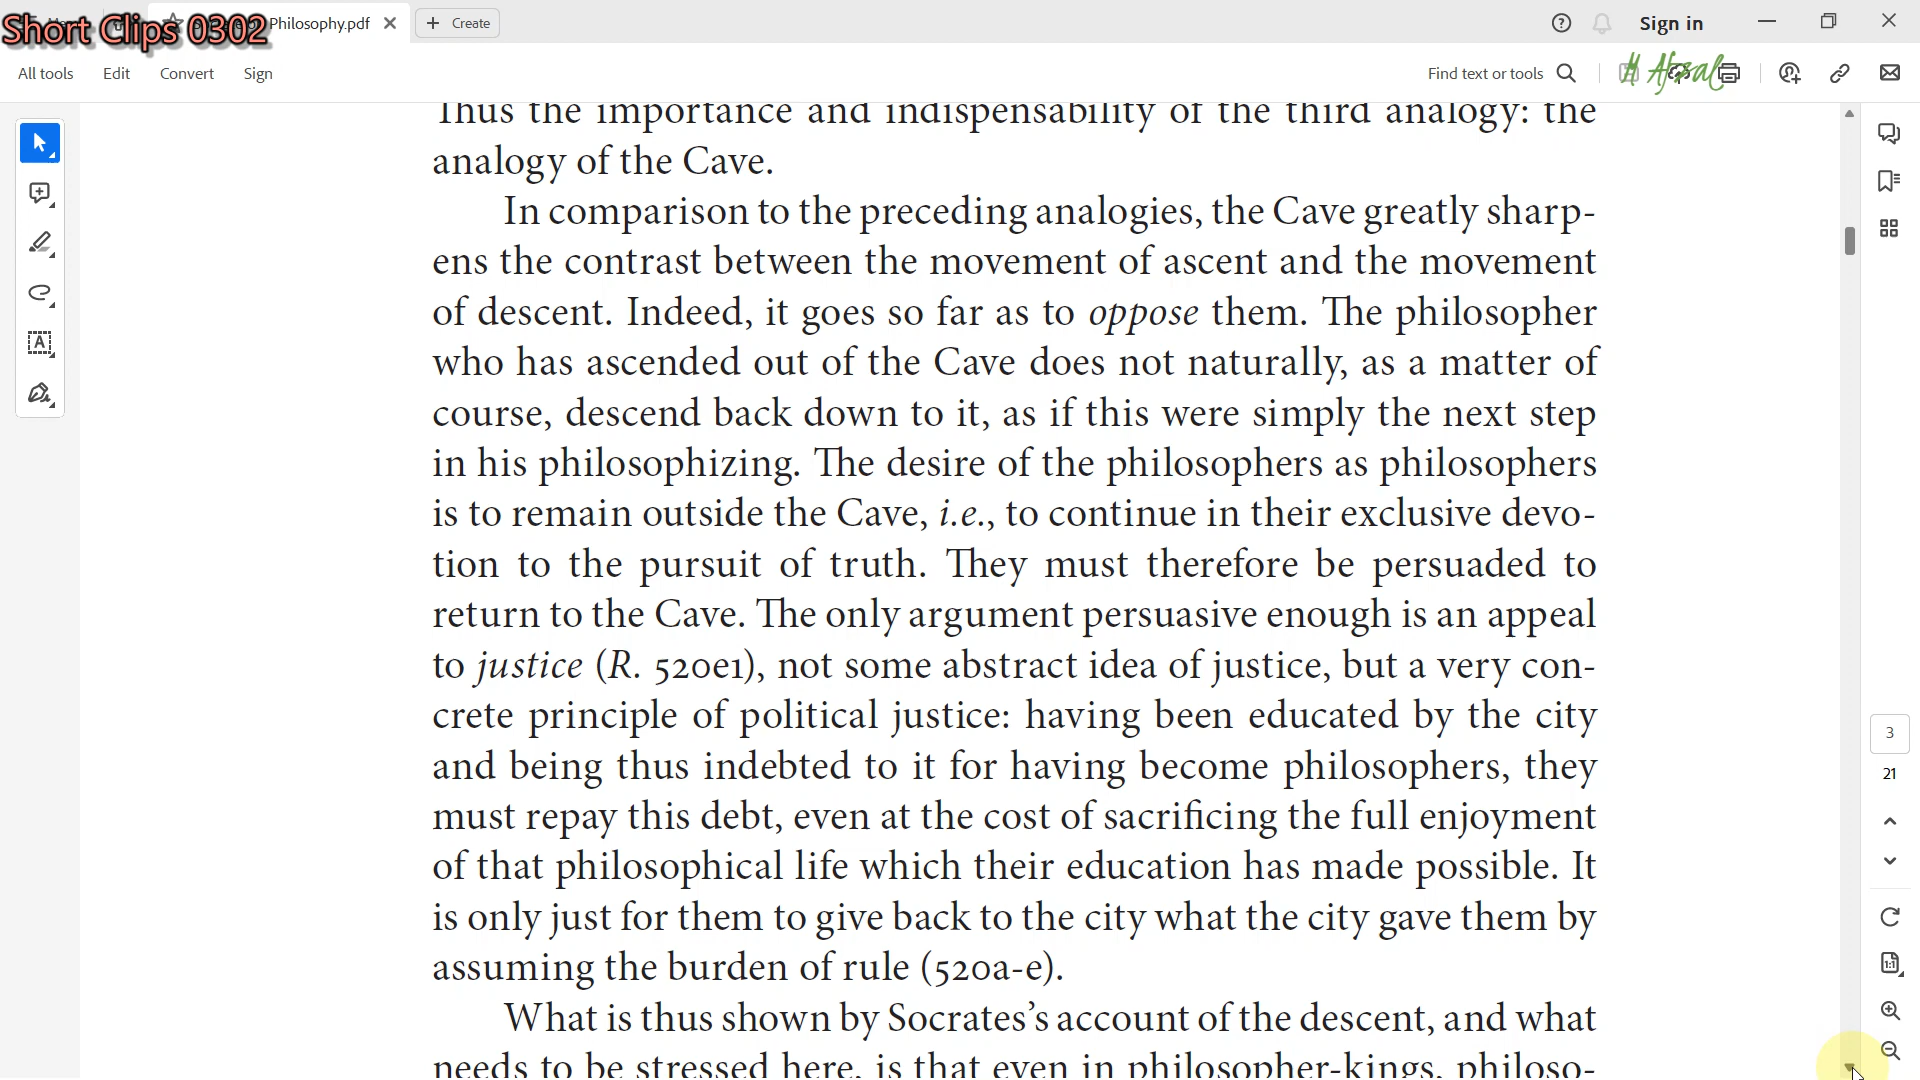 Short Clips 0302
Philosophy.pdf
Create
Sign in
All tools
Edit
Convert
Sign
Find text or tools
M Afzal
Thus the importance and indispensability of the third analogy: the
analogy of the Cave.
In comparison to the preceding analogies, the Cave greatly sharp-
ens the contrast between the movement of ascent and the movement
of descent. Indeed, it goes so far as to oppose them. The philosopher
who has ascended out of the Cave does not naturally, as a matter of
course, descend back down to it, as if this were simply the next step
in his philosophizing. The desire of the philosophers as philosophers
is to remain outside the Cave, i.e., to continue in their exclusive devo-
tion to the pursuit of truth. They must therefore be persuaded to
return to the Cave. The only argument persuasive enough is an appeal
to justice (R. 520e1), not some abstract idea of justice, but a very con-
crete principle of political justice: having been educated by the city
and being thus indebted to it for having become philosophers, they
must repay this debt, even at the cost of sacrificing the full enjoyment
of that philosophical life which their education has made possible. It
is only just for them to give back to the city what the city gave them by
assuming the burden of rule (520a-e).
What is thus shown by Socrates's account of the descent, and what
needs to be stressed here, is that even in philosopher-kings, philoso-
3
21